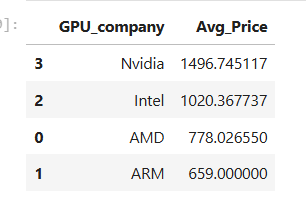 ]:
GPU_company Avg_Price
3 Nvidia 1496.745117
2 Intel 1020.367737
0 AMD 778.026550
1 ARM 659.000000